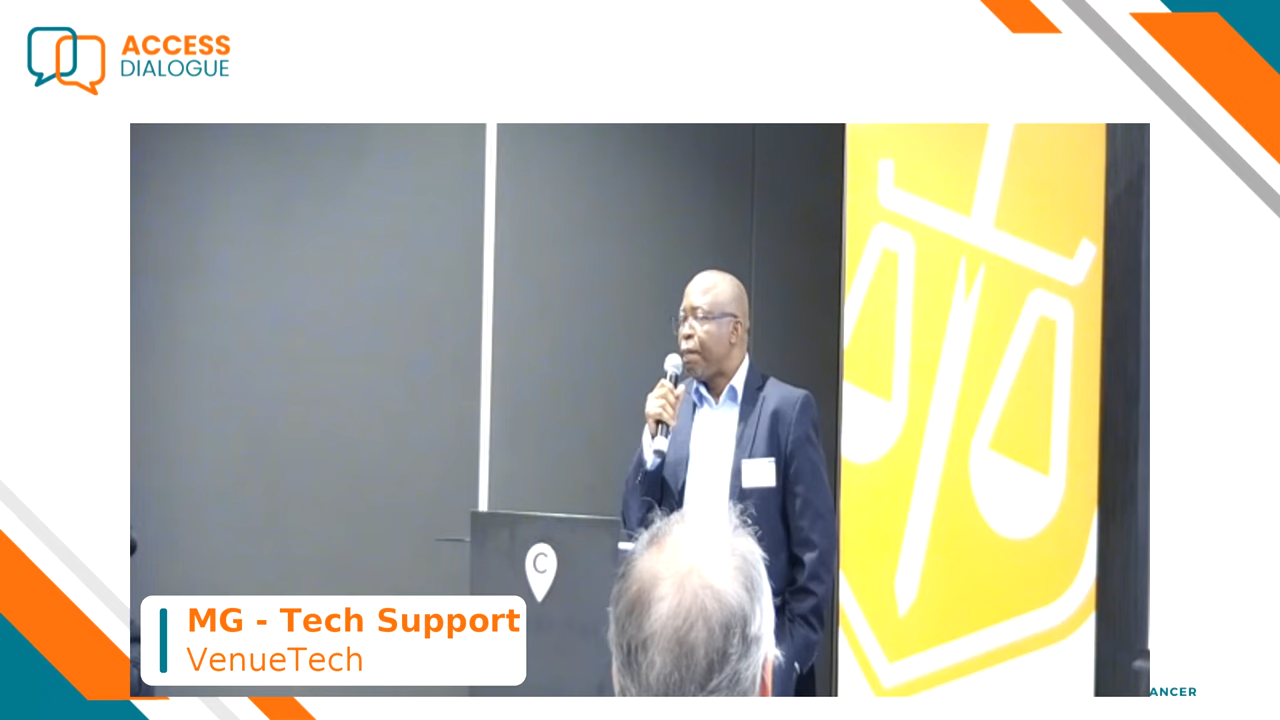 ACCESS
DIALOGUE
C
MG - Tech Support
VenueTech
ANCER